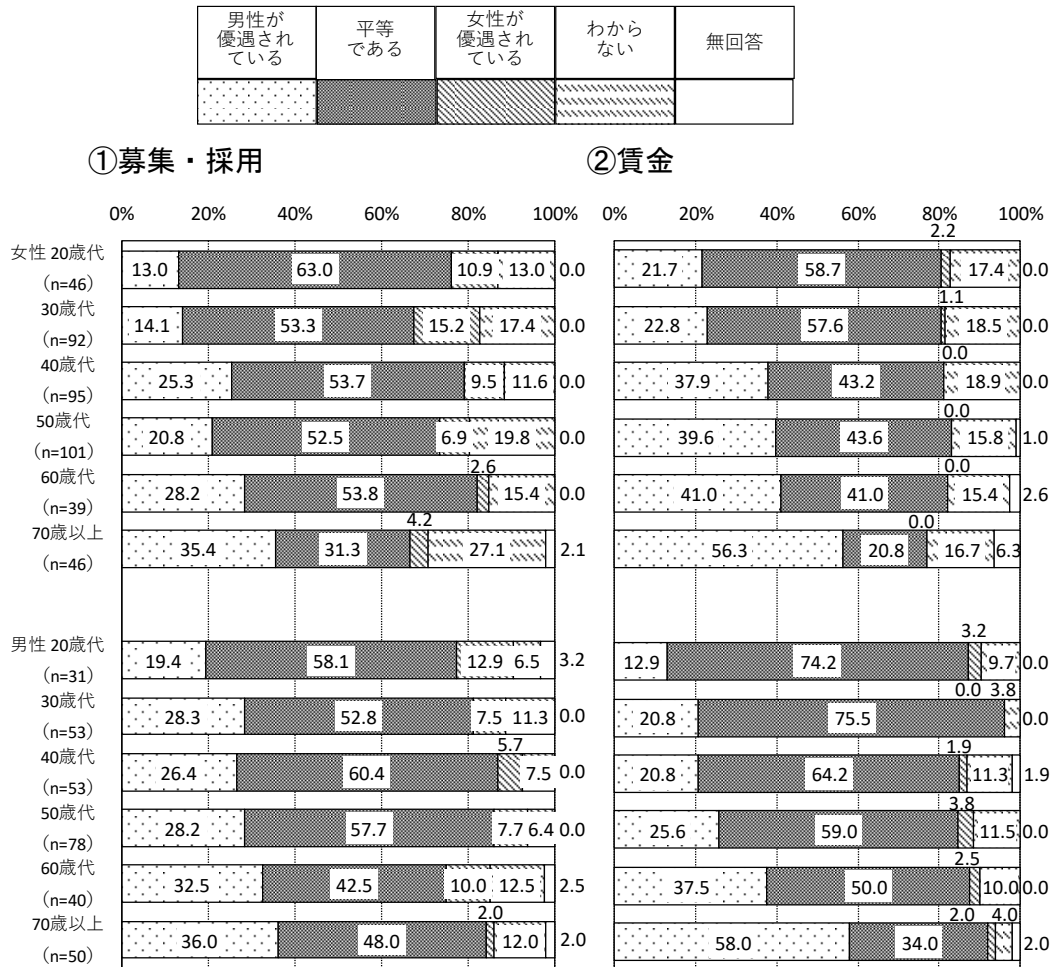 男性が
優遇され
ている
平等
である
女性が
優遇され
ている
わから
ない
無回答
①募集・採用
0% 20% 40% 60% 80% 100%
女性 20歳代
（n=46）
13.0 63.0 10.9 13.0 0.0
30歳代
（n=92）
14.1 53.3 15.2 17.4 0.0
40歳代
（n=95）
25.3 53.7 9.5 11.6 0.0
50歳代
（n=101）
20.8 52.5 6.9 19.8 0.0
60歳代
（n=39）
28.2 53.8 2.6 15.4 0.0
70歳以上
（n=46）
35.4 31.3 4.2 27.1 2.1
男性 20歳代
（n=31）
19.4 58.1 12.9 6.5 3.2
30歳代
（n=53）
28.3 52.8 7.5 11.3 0.0
40歳代
（n=53）
26.4 60.4 5.7 7.5 0.0
50歳代
（n=78）
28.2 57.7 7.7 6.4 0.0
60歳代
（n=40）
32.5 42.5 10.0 12.5 2.5
70歳以上
（n=50）
36.0 48.0 2.0 12.0 2.0
②賃金
0% 20% 40% 60% 80% 100%
21.7 58.7 2.2 17.4 0.0
22.8 57.6 1.1 18.5 0.0
37.9 43.2 0.0 18.9 0.0
39.6 43.6 0.0 15.8 1.0
41.0 41.0 0.0 15.4 2.6
56.3 20.8 0.0 16.7 6.3
12.9 74.2 3.2 9.7 0.0
20.8 75.5 0.0 3.8 0.0
20.8 64.2 1.9 11.3 1.9
25.6 59.0 3.8 11.5 0.0
37.5 50.0 2.5 10.0 0.0
58.0 34.0 2.0 4.0 2.0